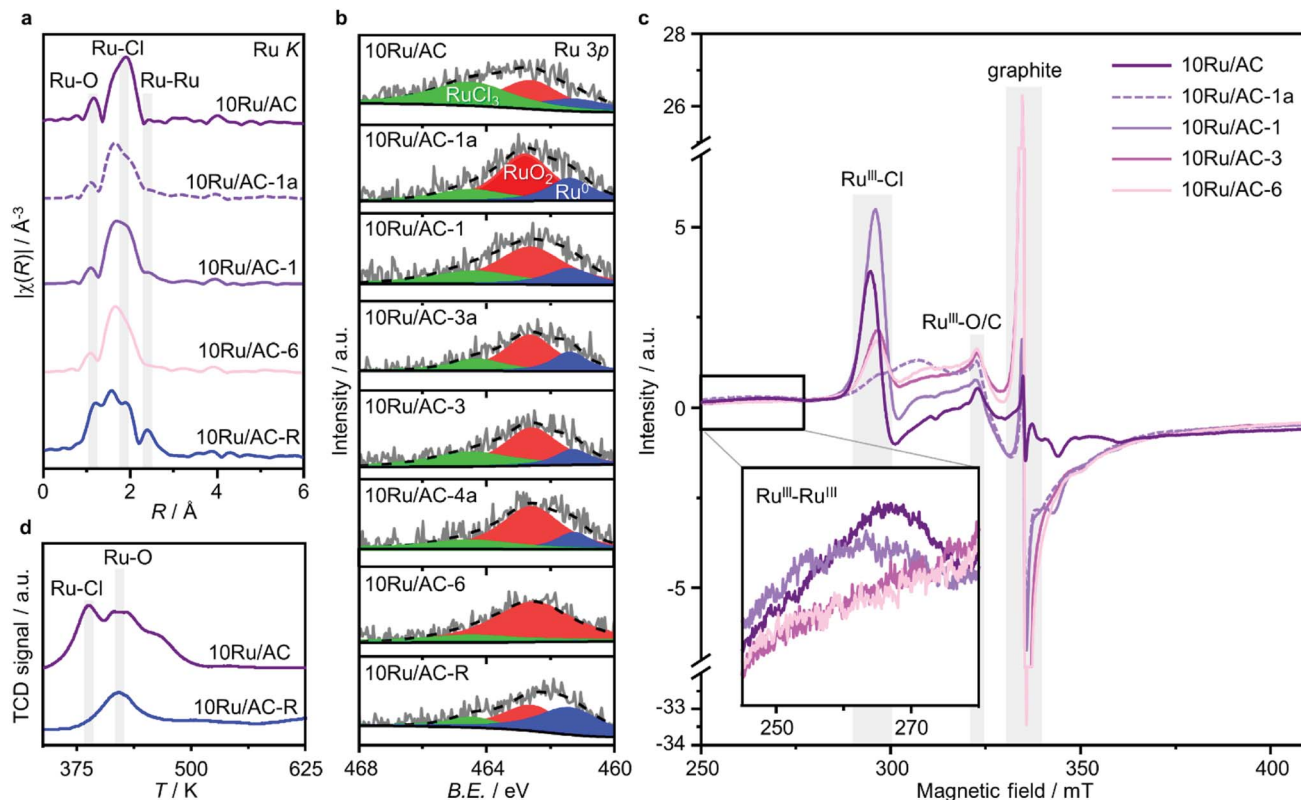 a
Ru K
Ru-Cl
Ru-O
Ru-Ru
10Ru/AC
10Ru/AC-1a
10Ru/AC-1
10Ru/AC-6
10Ru/AC-R
|χ(R)| / Å-3
0 2 4 6
R / Å
b
Ru 3p
10Ru/AC
RuCl3
10Ru/AC-1a
RuO2
Ru0
10Ru/AC-1
10Ru/AC-3a
10Ru/AC-3
10Ru/AC-4a
10Ru/AC-6
10Ru/AC-R
Intensity / a.u.
468 464 460
B.E. / eV
c
28
26
5
0
-5
-33
-34
Intensity / a.u.
graphite
RuIII-Cl
RuIII-O/C
10Ru/AC
10Ru/AC-1a
10Ru/AC-1
10Ru/AC-3
10Ru/AC-6
RuIII-RuIII
250 270
250 300 350 400
Magnetic field / mT
d
Ru-O
Ru-Cl
10Ru/AC
10Ru/AC-R
TCD signal / a.u.
375 500 625
T / K